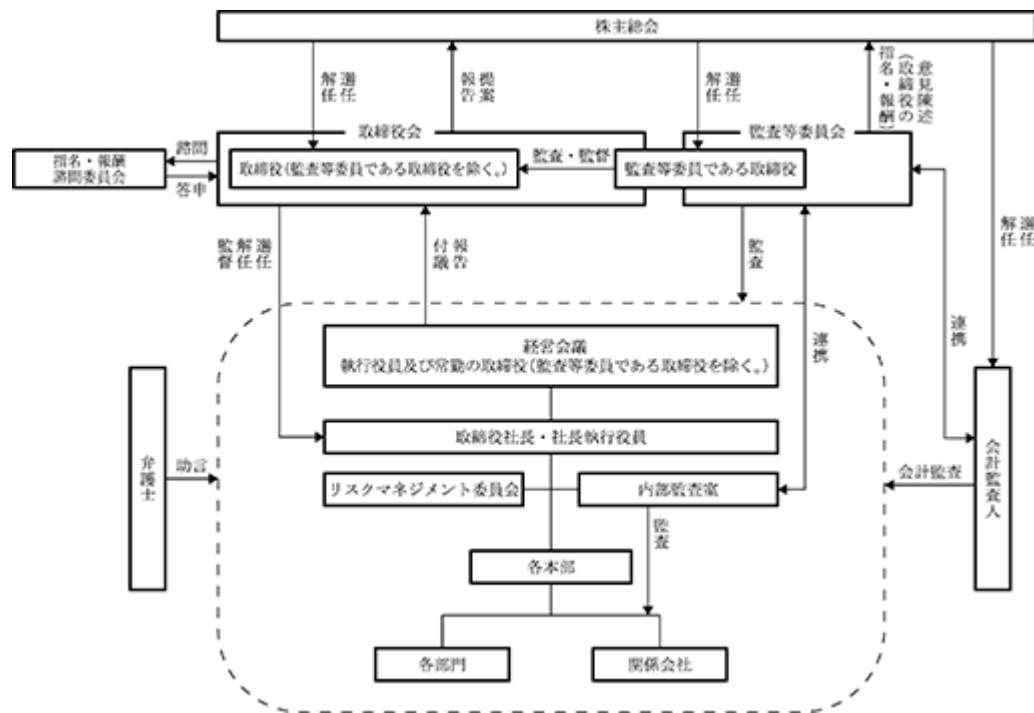 株主総会
選任
解任
提案
報告
選任
解任
意見陳述
(取締役の
指名・報酬)
取締役会
監査等委員会
指名・報酬
諮問委員会
諮問
答申
取締役(監査等委員である取締役を除く。)
監査・監督
監査等委員である取締役
選任
解任
監督
報告
付議
監査
連携
連携
選任
解任
経営会議
執行役員及び常勤の取締役(監査等委員である取締役を除く。)
取締役社長・社長執行役員
弁護士
助言
リスクマネジメント委員会
内部監査室
会計監査
会計監査人
監査
各本部
各部門
関係会社